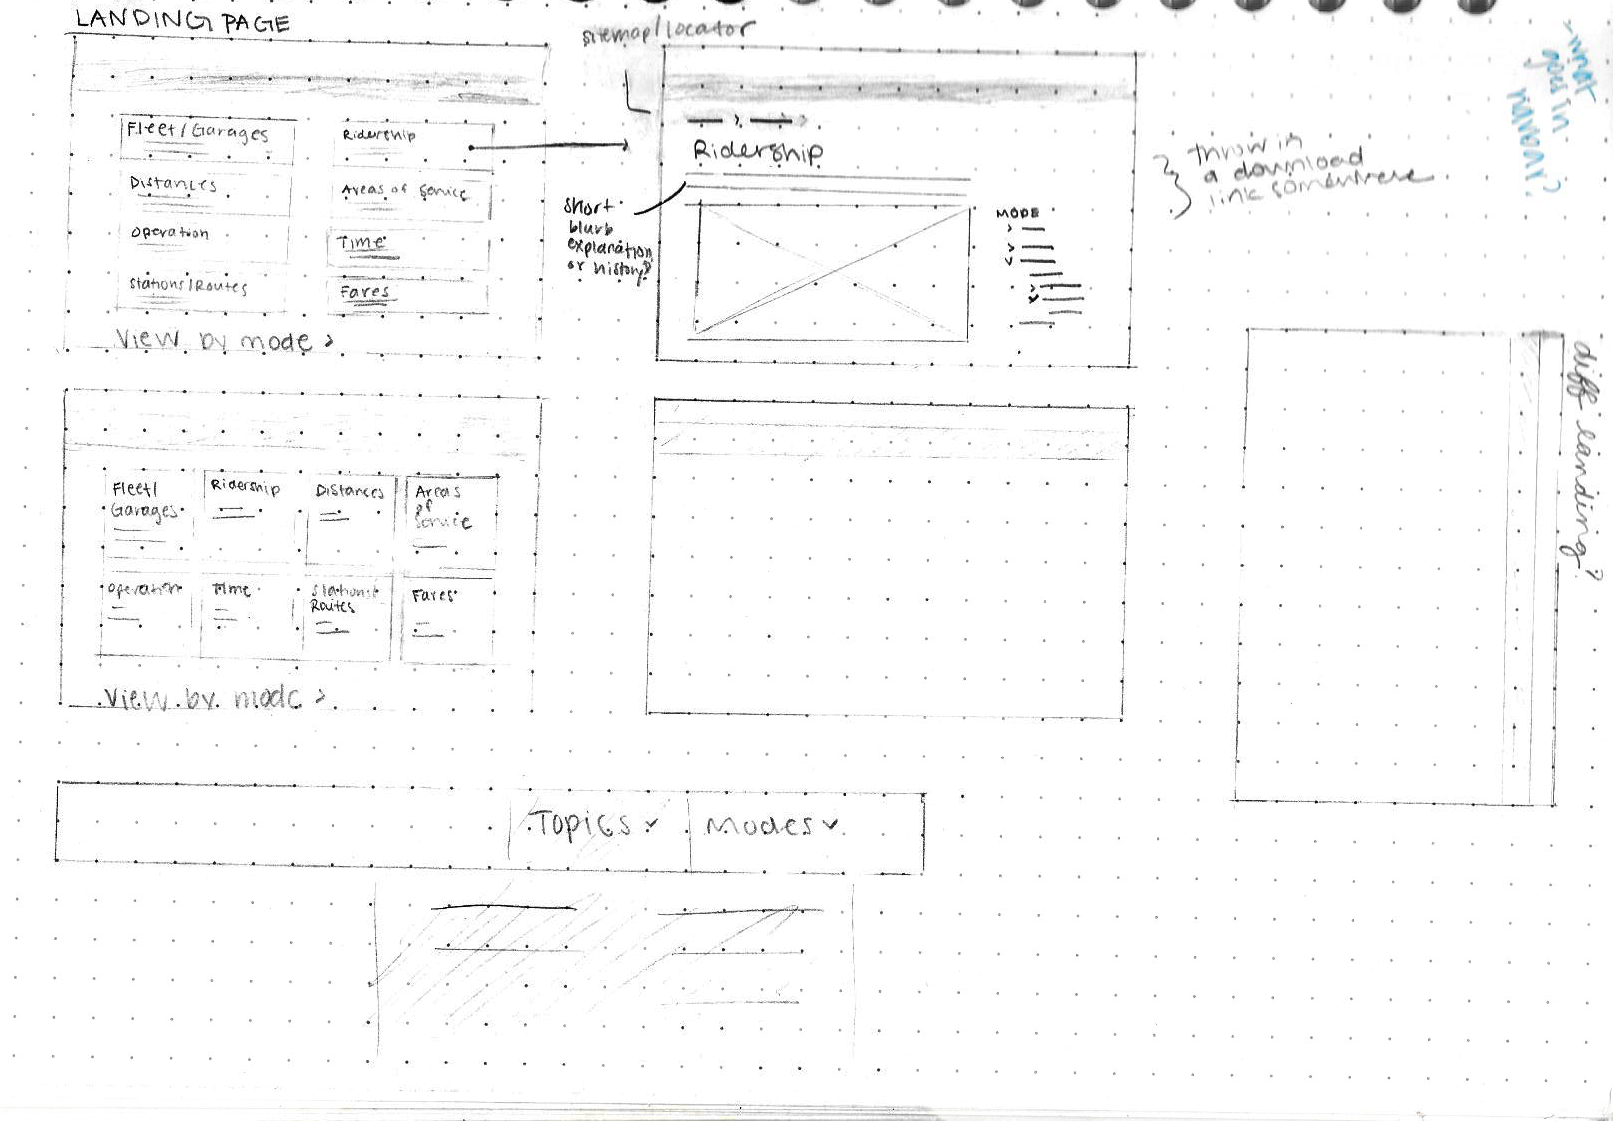 LANDING PAGE
Fleet/Garages
Distances
Operation
Stations/Routes
Ridership
Areas of Service
Time
Fares
View by mode >
sitemap/locator
Ridership
short
blurb
explanation
or history?
MODE
throw in
a download
link somewhere
-what
goes in
navbar?
Fleet/
Garages
Ridership
Distances
Areas
of
Service
Operation
Time
Stations+
Routes
Fares
View by mode >
diff landing?
Topics
Modes